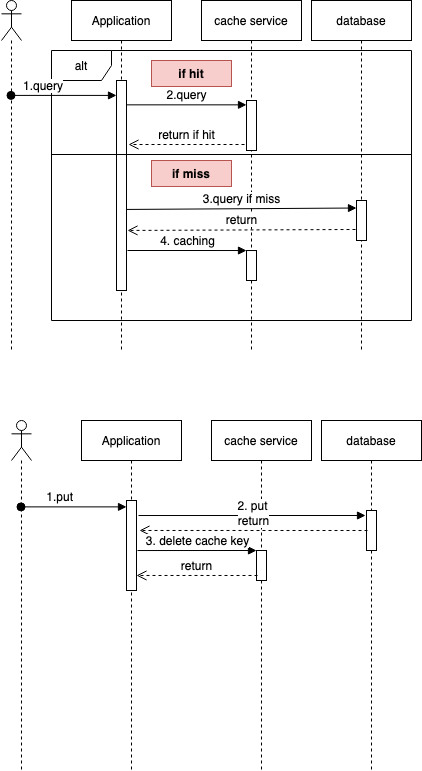 Application
cache service
database
alt
if hit
1.query
2.query
return if hit
if miss
3.query if miss
return
4. caching
Application
cache service
database
1.put
2. put
return
3. delete cache key
return